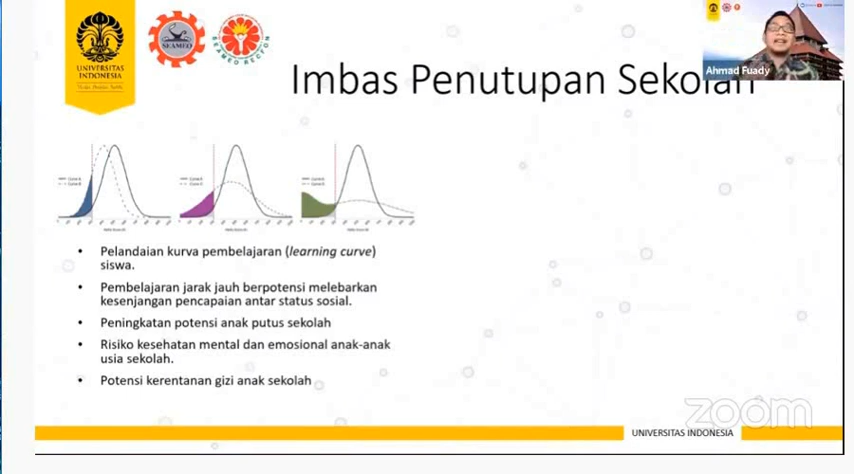 UNIVERSITAS
INDONESIA
SEAMEO
SEAMEO RECFON
Imbas Penutupan Sekolah
Ahmad Fuady
Pelandaian kurva pembelajaran (learning curve)
siswa.
Pembelajaran jarak jauh berpotensi melebarkan
kesenjangan pencapaian antar status sosial.
Peningkatan potensi anak putus sekolah
Risiko kesehatan mental dan emosional anak-anak
usia sekolah.
Potensi kerentanan gizi anak sekolah
zoom
UNIVERSITAS INDONESIA